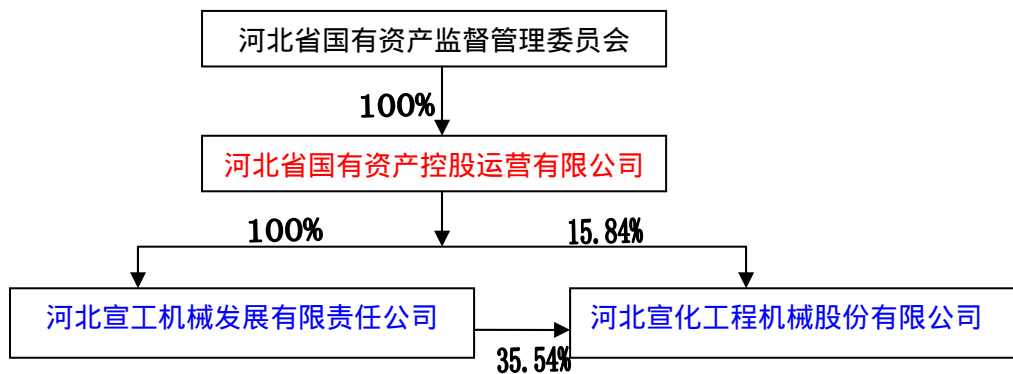 河北省国有资产监督管理委员会
100%
河北省国有资产控股运营有限公司
100%
15.84%
河北宣工机械发展有限责任公司
河北宣化工程机械股份有限公司
35.54%